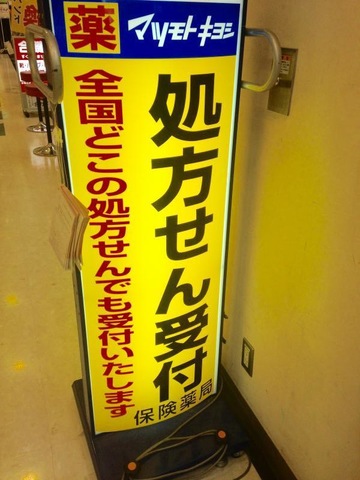 薬 マツモトキヨシ
処方せん受付
全国どこの処方せんでも受付いたします
保険薬局